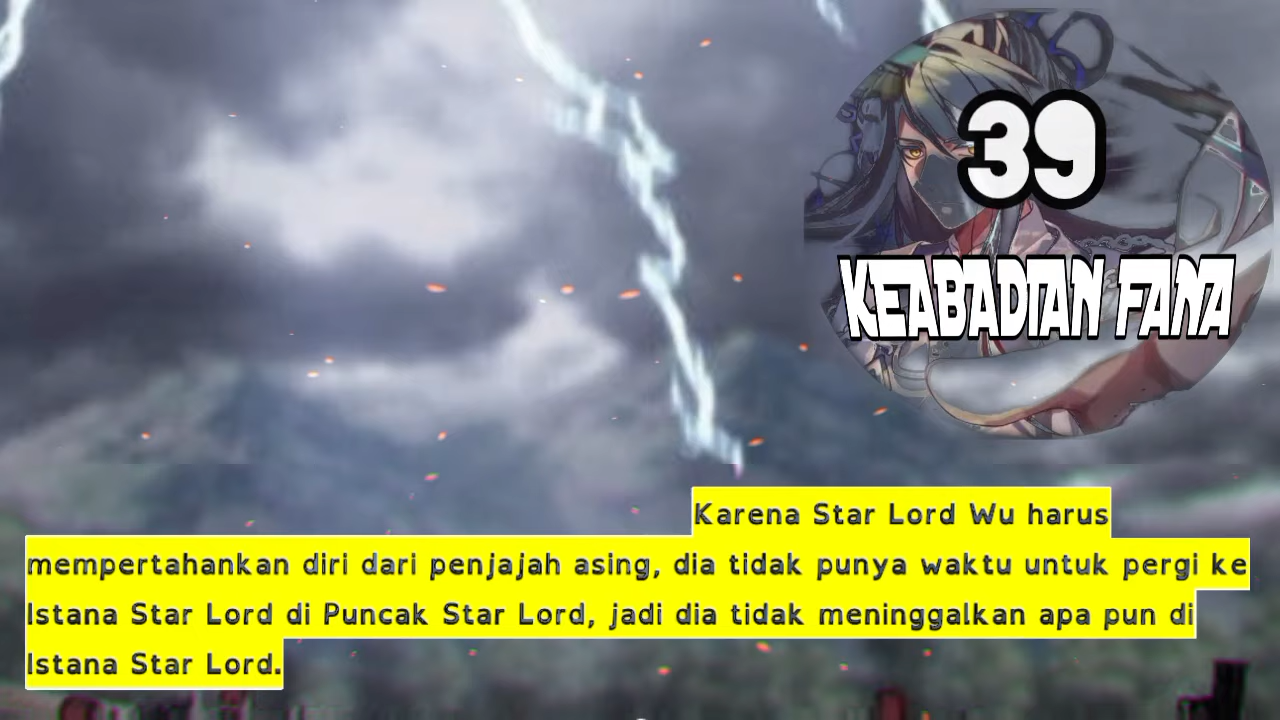 39
KEABADIAN FANA
Karena Star Lord Wu harus
mempertahankan diri dari penjajah asing, dia tidak punya waktu untuk pergi ke
Istana Star Lord di Puncak Star Lord, jadi dia tidak meninggalkan apa pun di
Istana Star Lord.